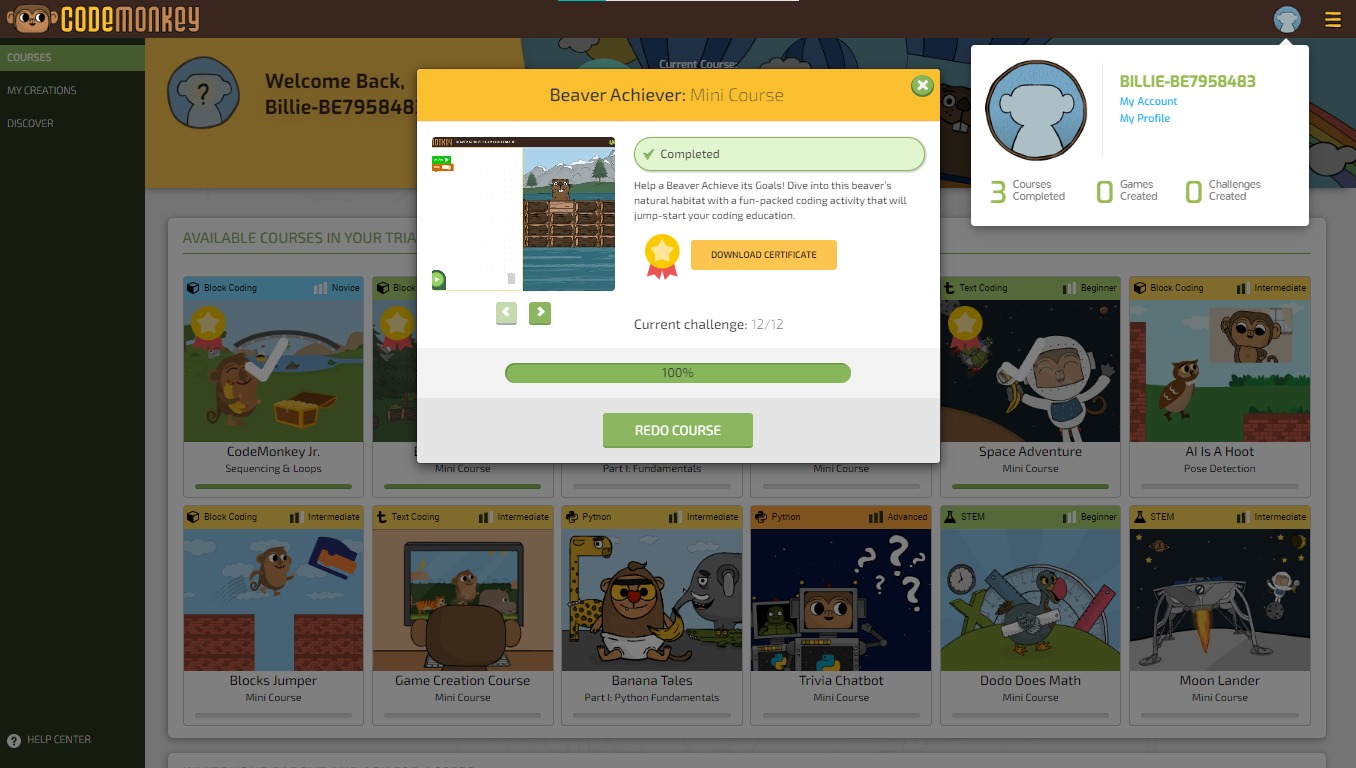 CODEMONKEY
COURSES
MY CREATIONS
DISCOVER
HELP CENTER
Welcome Back,
Billie-BE7958483
Current Course:
BILLIE-BE7958483
My Account
My Profile
3 Courses Completed
0 Games Created
0 Challenges Created
Beaver Achiever: Mini Course
Completed
Help a Beaver Achieve its Goals! Dive into this beaver's
natural habitat with a fun-packed coding activity that will
jump-start your coding education.
DOWNLOAD CERTIFICATE
Current challenge: 12/12
100%
REDO COURSE
AVAILABLE COURSES IN YOUR TRIA
Block Coding Novice
CodeMonkey Jr.
Sequencing & Loops
Block
Mini Course
Part I: Fundamentals
Mini Course
Text Coding Beginner
Space Adventure
Mini Course
Block Coding Intermediate
AI Is A Hoot
Pose Detection
Block Coding Intermediate
Blocks Jumper
Mini Course
Text Coding Intermediate
Game Creation Course
Mini Course
Python Intermediate
Banana Tales
Part I: Python Fundamentals
Python Advanced
Trivia Chatbot
Mini Course
STEM Beginner
Dodo Does Math
Mini Course
STEM Intermediate
Moon Lander
Mini Course